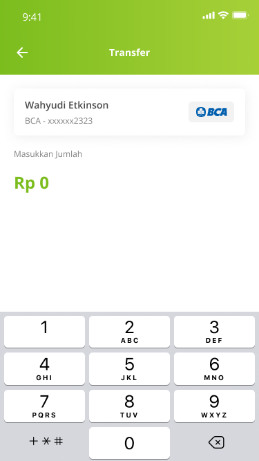 9:41
Transfer
Wahyudi Etkinson
BCA - xxxxxx2323
BCA
Masukkan Jumlah
Rp 0
1
2
ABC
3
DEF
4
GHI
5
JKL
6
MNO
7
PQRS
8
TUV
9
WXYZ
+*#
0